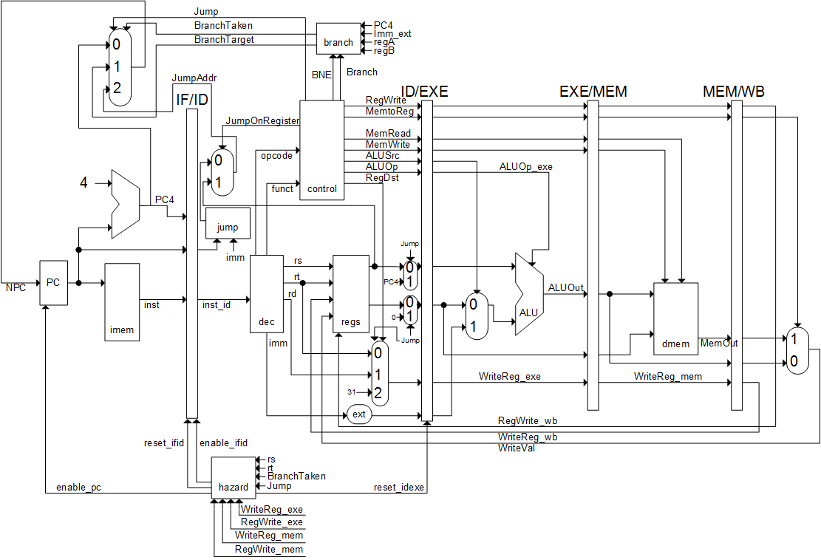 Jump
BranchTaken
BranchTarget
branch
PC4
Imm_ext
regA
regB
0
1
2
BNE
Branch
JumpAddr
IF/ID
ID/EXE
EXE/MEM
MEM/WB
JumpOnRegister
0
1
opcode
funct
control
RegWrite
MemtoReg
MemRead
MemWrite
ALUSrc
ALUOp
RegDst
ALUOp_exe
4
PC4
jump
imm
Jump
0
1
PC4
NPC
PC
imem
inst
inst_id
dec
rs
rt
rd
imm
regs
0
1
0
Jump
0
1
ALU
ALUOut
dmem
MemOut
1
0
0
1
2
31
ext
WriteReg_exe
WriteReg_mem
RegWrite_wb
WriteReg_wb
WriteVal
reset_ifid
enable_ifid
enable_pc
hazard
rs
rt
BranchTaken
Jump
reset_idexe
WriteReg_exe
RegWrite_exe
WriteReg_mem
RegWrite_mem